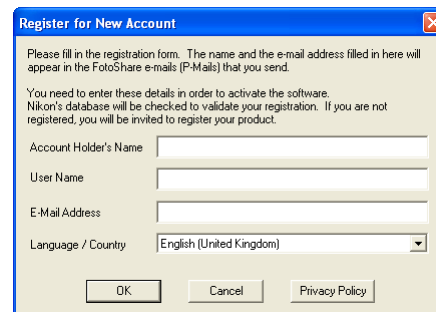 Register for New Account
Please fill in the registration form.  The name and the e-mail address filled in here will
appear in the FotoShare e-mails (P-Mails) that you send.
You need to enter these details in order to activate the software.
Nikon's database will be checked to validate your registration.  If you are not
registered, you will be invited to register your product.
Account Holder's Name
User Name
E-Mail Address
Language / Country
English (United Kingdom)
OK Cancel Privacy Policy